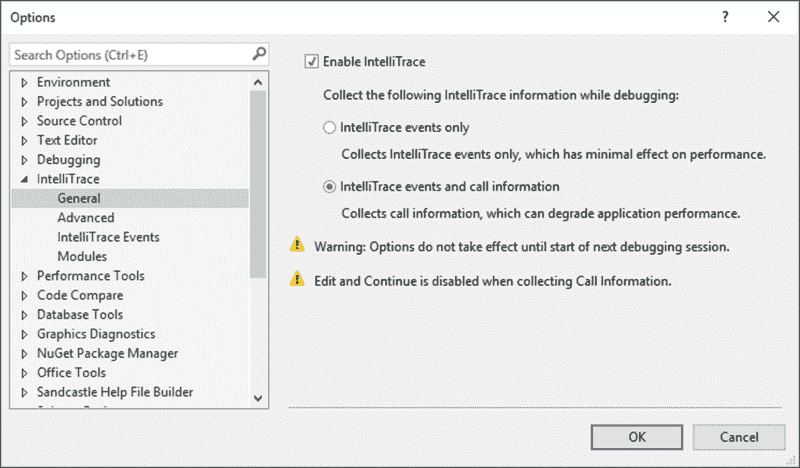 Options
?
Search Options (Ctrl+E)
Environment
Projects and Solutions
Source Control
Text Editor
Debugging
IntelliTrace
General
Advanced
IntelliTrace Events
Modules
Performance Tools
Code Compare
Database Tools
Graphics Diagnostics
NuGet Package Manager
Office Tools
Sandcastle Help File Builder
Enable IntelliTrace
Collect the following IntelliTrace information while debugging:
IntelliTrace events only
Collects IntelliTrace events only, which has minimal effect on performance.
IntelliTrace events and call information
Collects call information, which can degrade application performance.
Warning: Options do not take effect until start of next debugging session.
Edit and Continue is disabled when collecting Call Information.
OK
Cancel